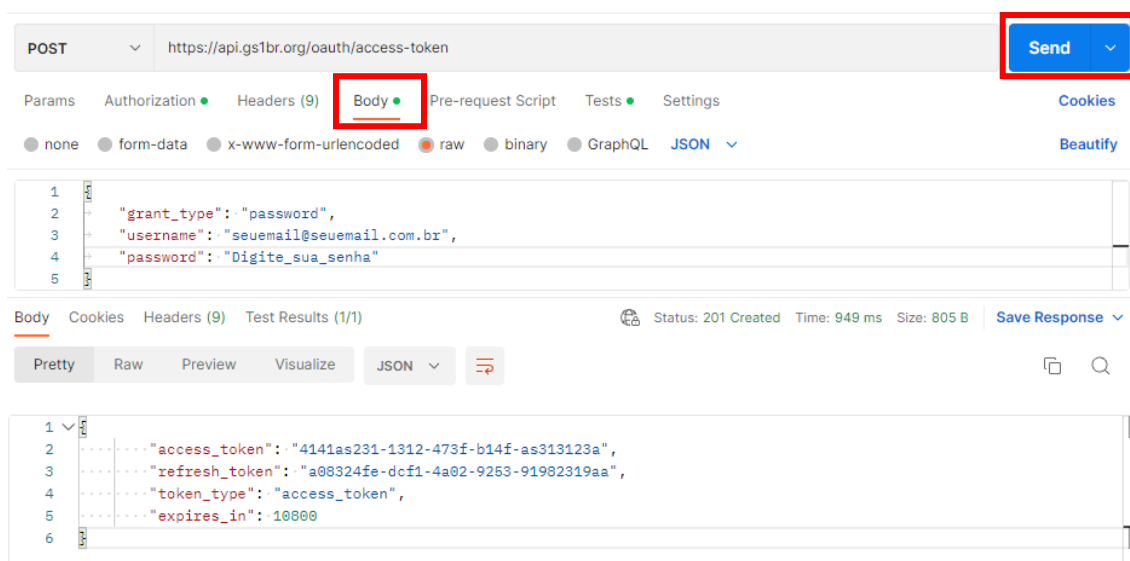 POST https://api.gs1br.org/oauth/access-token Send
Params Authorization Headers (9) Body Pre-request Script Tests Settings Cookies
none form-data x-www-form-urlencoded raw binary GraphQL JSON Beautify
1 {
2 "grant_type": "password",
3 "username": "seuemail@seuemail.com.br",
4 "password": "Digite_sua_senha"
5 }
Body Cookies Headers (9) Test Results (1/1) Status: 201 Created Time: 949 ms Size: 805 B Save Response
Pretty Raw Preview Visualize JSON
1 {
2 "access_token": "4141as231-1312-473f-b14f-as313123a",
3 "refresh_token": "a08324fe-dcf1-4a02-9253-91982319aa",
4 "token_type": "access_token",
5 "expires_in": 10800
6 }